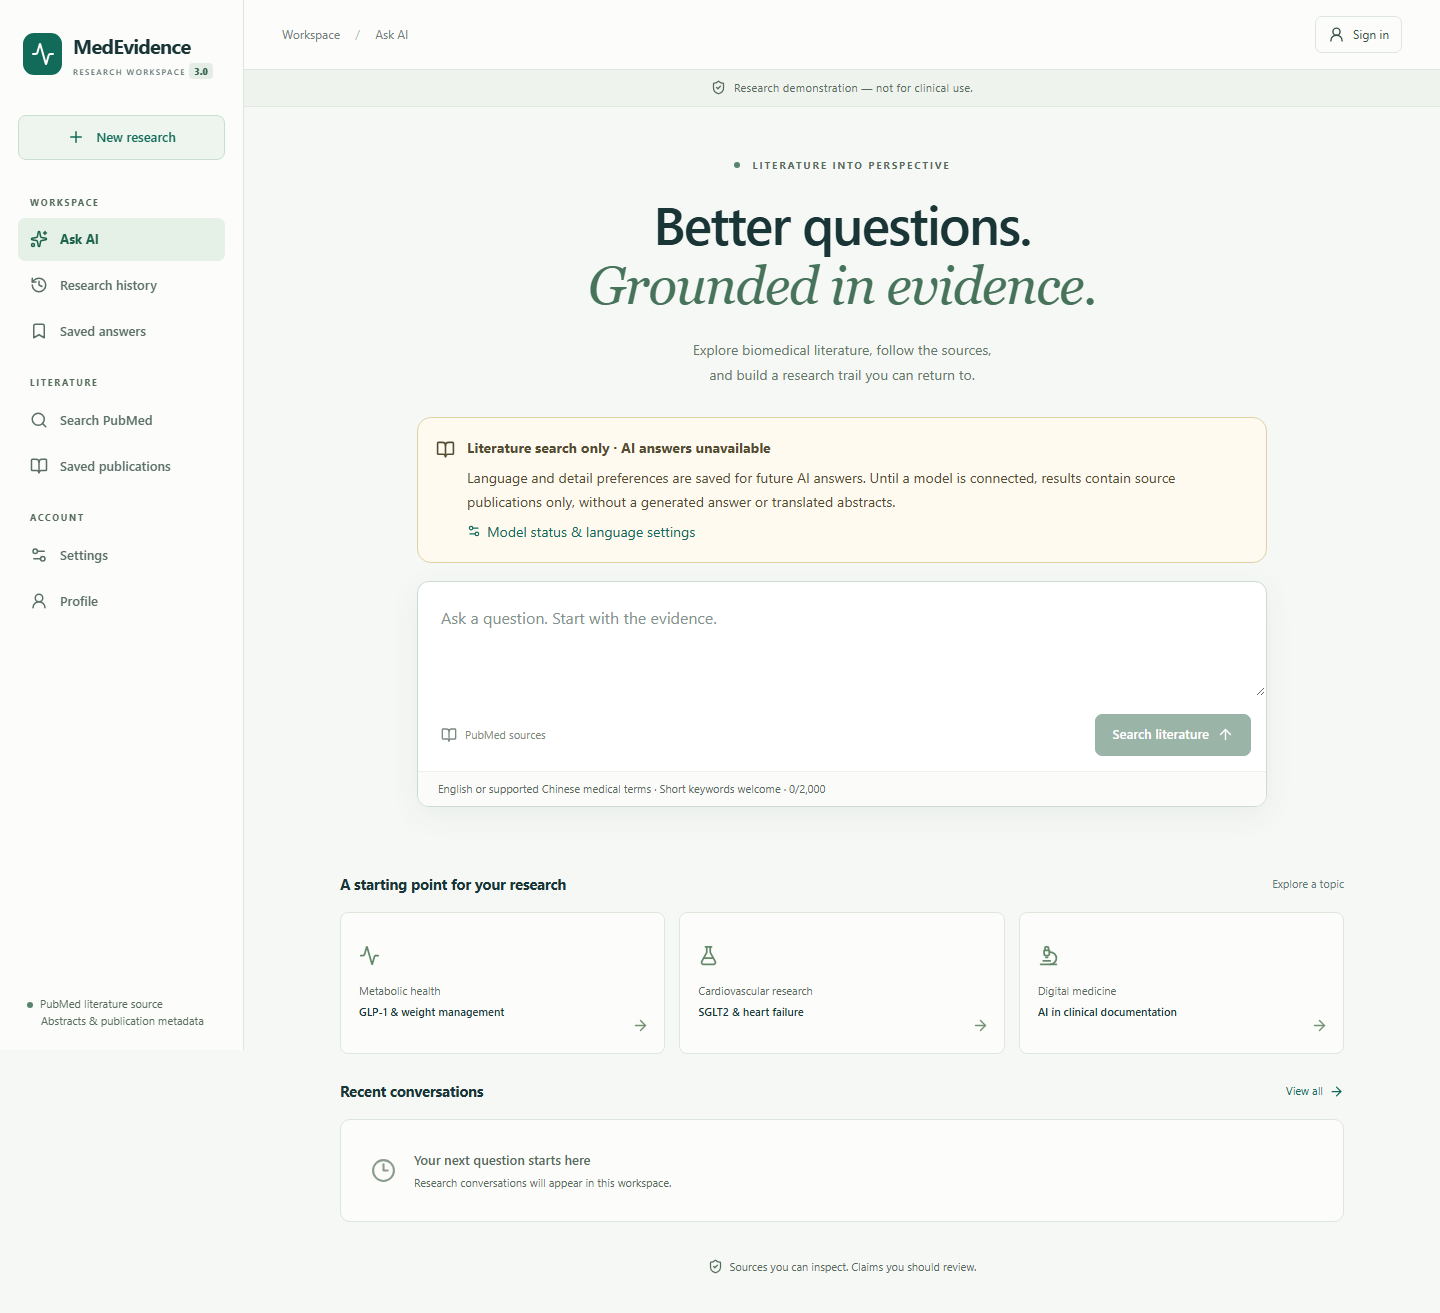 MedEvidence
RESEARCH WORKSPACE 3.0
New research
WORKSPACE
Ask AI
Research history
Saved answers
LITERATURE
Search PubMed
Saved publications
ACCOUNT
Settings
Profile
PubMed literature source
Abstracts & publication metadata
Workspace / Ask AI
Sign in
Research demonstration — not for clinical use.
LITERATURE INTO PERSPECTIVE
Better questions.
Grounded in evidence.
Explore biomedical literature, follow the sources,
and build a research trail you can return to.
Literature search only · AI answers unavailable
Language and detail preferences are saved for future AI answers. Until a model is connected, results contain source
publications only, without a generated answer or translated abstracts.
Model status & language settings
Ask a question. Start with the evidence.
PubMed sources
Search literature
English or supported Chinese medical terms · Short keywords welcome · 0/2,000
A starting point for your research
Explore a topic
Metabolic health
GLP-1 & weight management
Cardiovascular research
SGLT2 & heart failure
Digital medicine
AI in clinical documentation
Recent conversations
View all
Your next question starts here
Research conversations will appear in this workspace.
Sources you can inspect. Claims you should review.